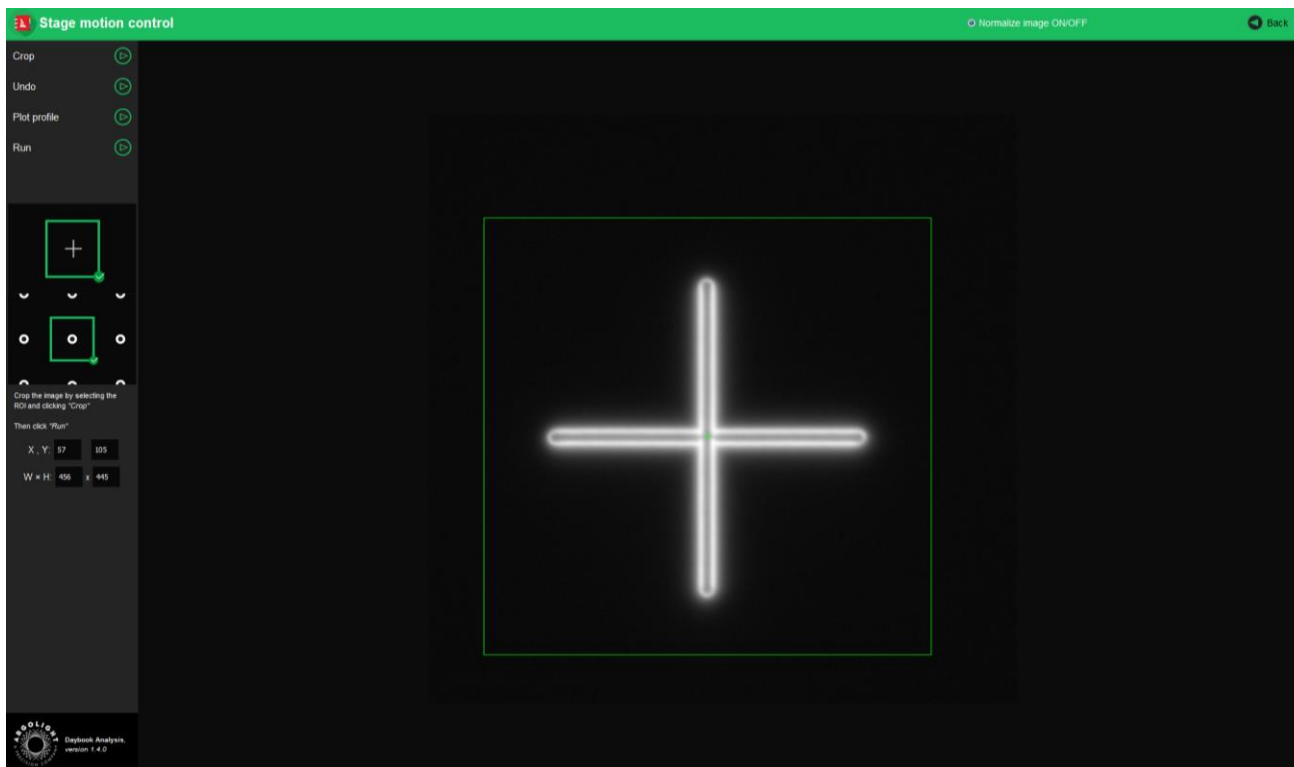 Stage motion control
Normalize image ON/OFF
Back
Crop
Undo
Plot profile
Run
Crop the image by selecting the
ROI and clicking "Crop"
Then click "Run"
X , Y: 57 105
W × H: 456 x 445
ARGOLIGHT
Daybook Analysis,
version 1.4.0